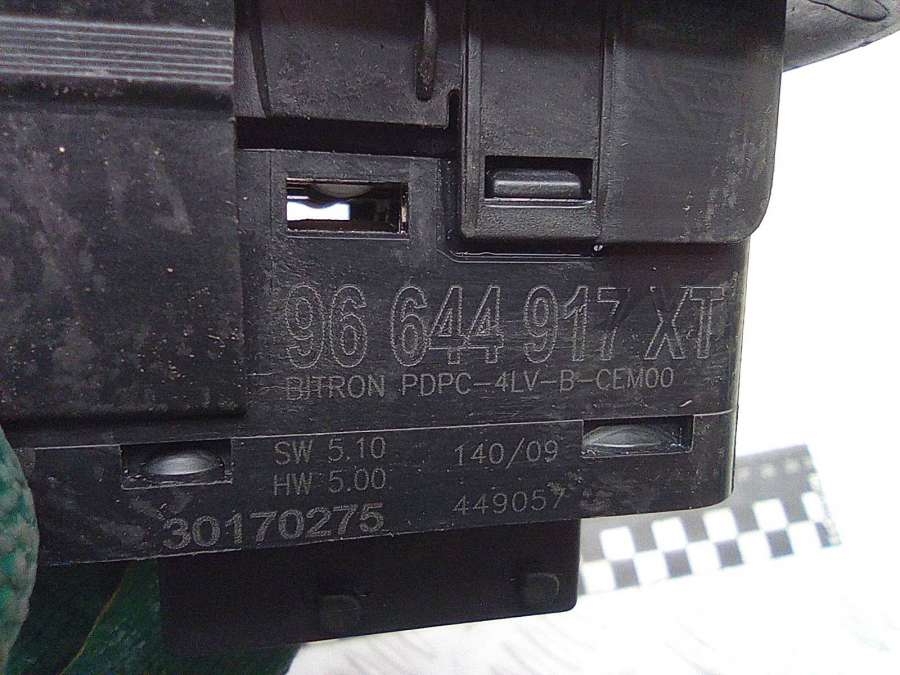 96 644 917 XT
BITRON PDPC-4LV-B-CEM00
SW 5.10 140/09
HW 5.00 449057
30170275